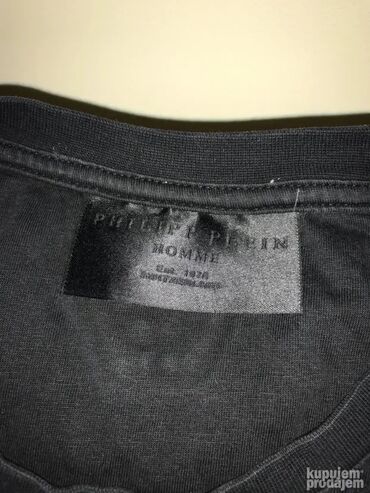 PHILIPP PLEIN
HOMME
Est. 1978
kupujem
prodajem